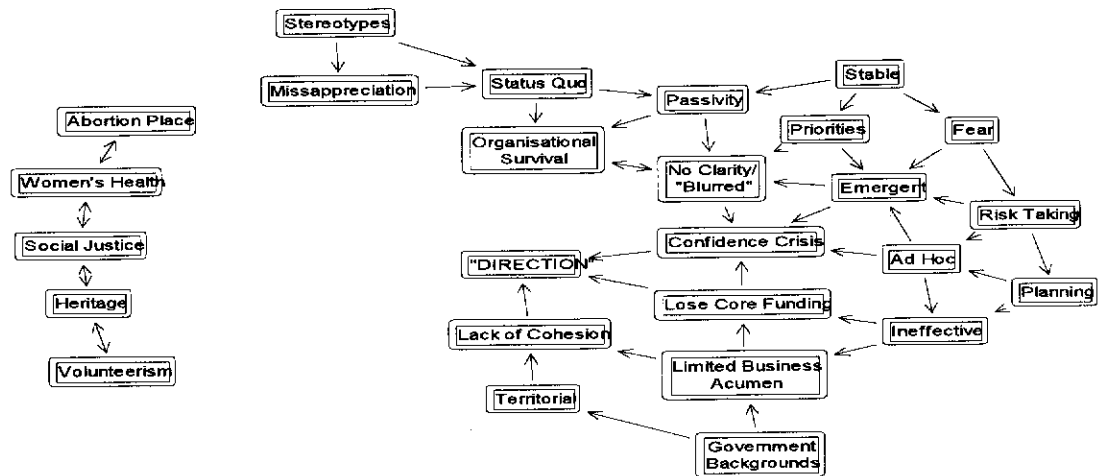 Stereotypes
Missappreciation
Status Quo
Stable
Passivity
Abortion Place
Priorities
Fear
Organisational
Survival
Women's Health
No Clarity/
"Blurred"
Emergent
Risk Taking
Social Justice
Confidence Crisis
"DIRECTION"
Ad Hoc
Heritage
Planning
Lose Core Funding
Lack of Cohesion
Ineffective
Volunteerism
Limited Business
Acumen
Territorial
Government
Backgrounds